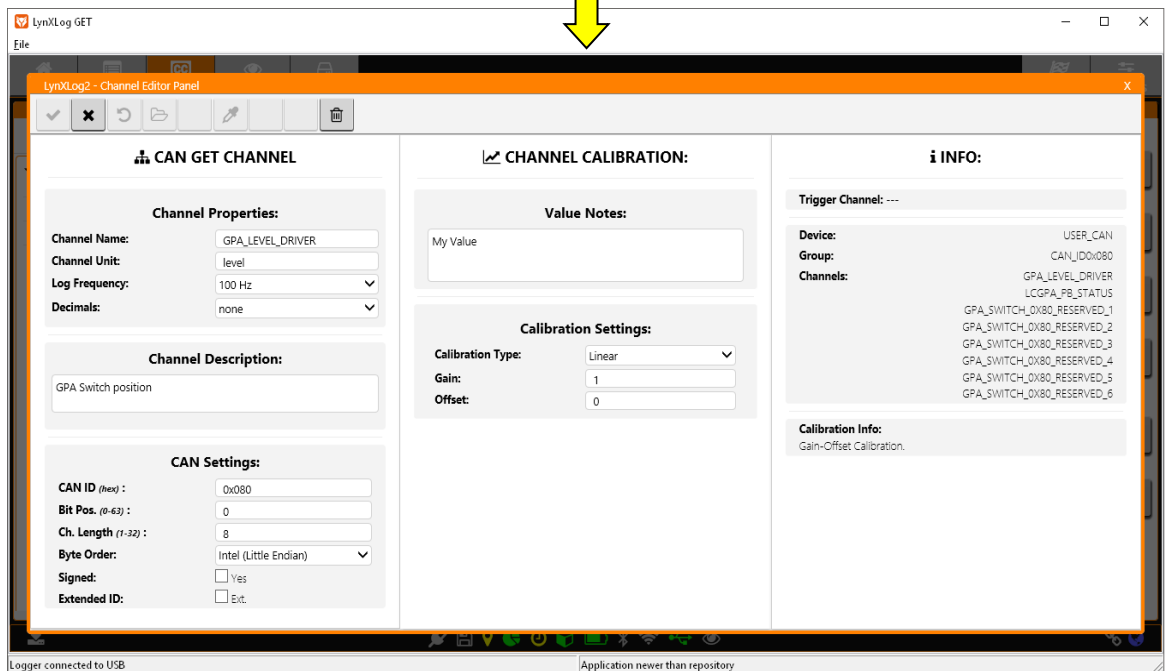 LynXLog GET
File
CC
LynXLog2 - Channel Editor Panel
X
CAN GET CHANNEL
Channel Properties:
Channel Name: GPA_LEVEL_DRIVER
Channel Unit: level
Log Frequency: 100 Hz
Decimals: none
Channel Description:
GPA Switch position
CAN Settings:
CAN ID (hex) : 0x080
Bit Pos. (0-63) : 0
Ch. Length (1-32) : 8
Byte Order: Intel (Little Endian)
Signed: Yes
Extended ID: Ext.
CHANNEL CALIBRATION:
Value Notes:
My Value
Calibration Settings:
Calibration Type: Linear
Gain: 1
Offset: 0
INFO:
Trigger Channel: ---
Device: USER_CAN
Group: CAN_ID0x080
Channels: GPA_LEVEL_DRIVER
LCGPA_PB_STATUS
GPA_SWITCH_0X80_RESERVED_1
GPA_SWITCH_0X80_RESERVED_2
GPA_SWITCH_0X80_RESERVED_3
GPA_SWITCH_0X80_RESERVED_4
GPA_SWITCH_0X80_RESERVED_5
GPA_SWITCH_0X80_RESERVED_6
Calibration Info:
Gain-Offset Calibration.
Logger connected to USB
Application newer than repository